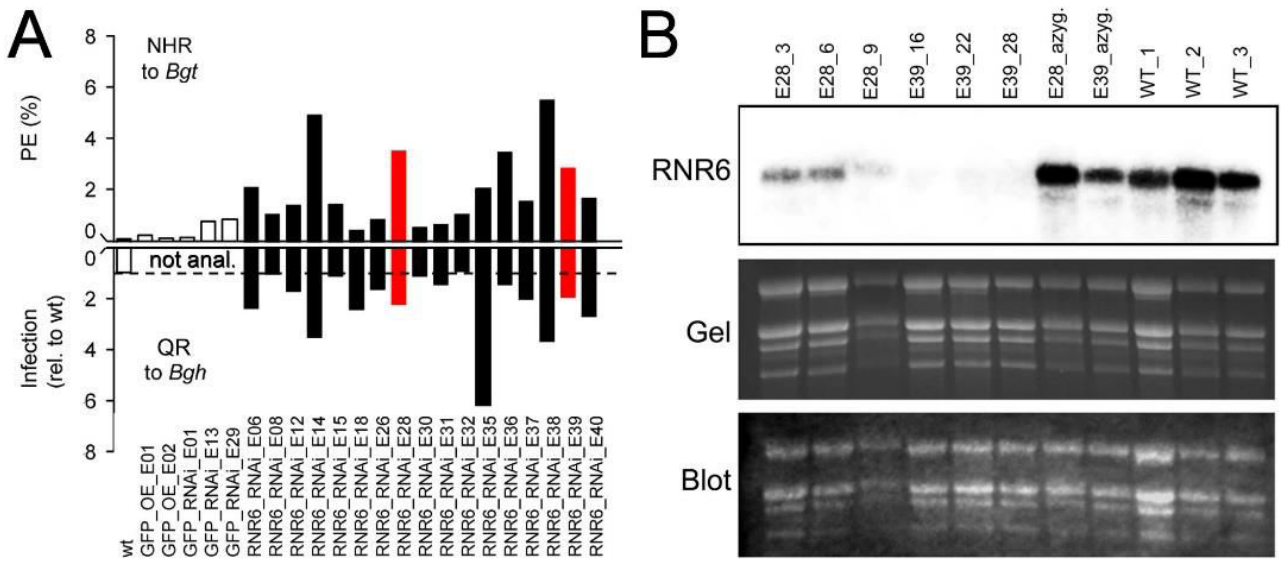 A
8
6
4
2
0
0
2
4
6
8
PE (%)
Infection
(rel. to wt)
NHR
to Bgt
not anal.
QR
to Bgh
wt
GFP_OE_E01
GFP_OE_E02
GFP_RNAi_E01
GFP_RNAi_E13
GFP_RNAi_E29
RNR6_RNAi_E06
RNR6_RNAi_E08
RNR6_RNAi_E12
RNR6_RNAi_E14
RNR6_RNAi_E15
RNR6_RNAi_E18
RNR6_RNAi_E26
RNR6_RNAi_E28
RNR6_RNAi_E30
RNR6_RNAi_E31
RNR6_RNAi_E32
RNR6_RNAi_E35
RNR6_RNAi_E36
RNR6_RNAi_E37
RNR6_RNAi_E38
RNR6_RNAi_E39
RNR6_RNAi_E40
B
E28_3
E28_6
E28_9
E39_16
E39_22
E39_28
E28_azyg.
E39_azyg.
WT_1
WT_2
WT_3
RNR6
Gel
Blot